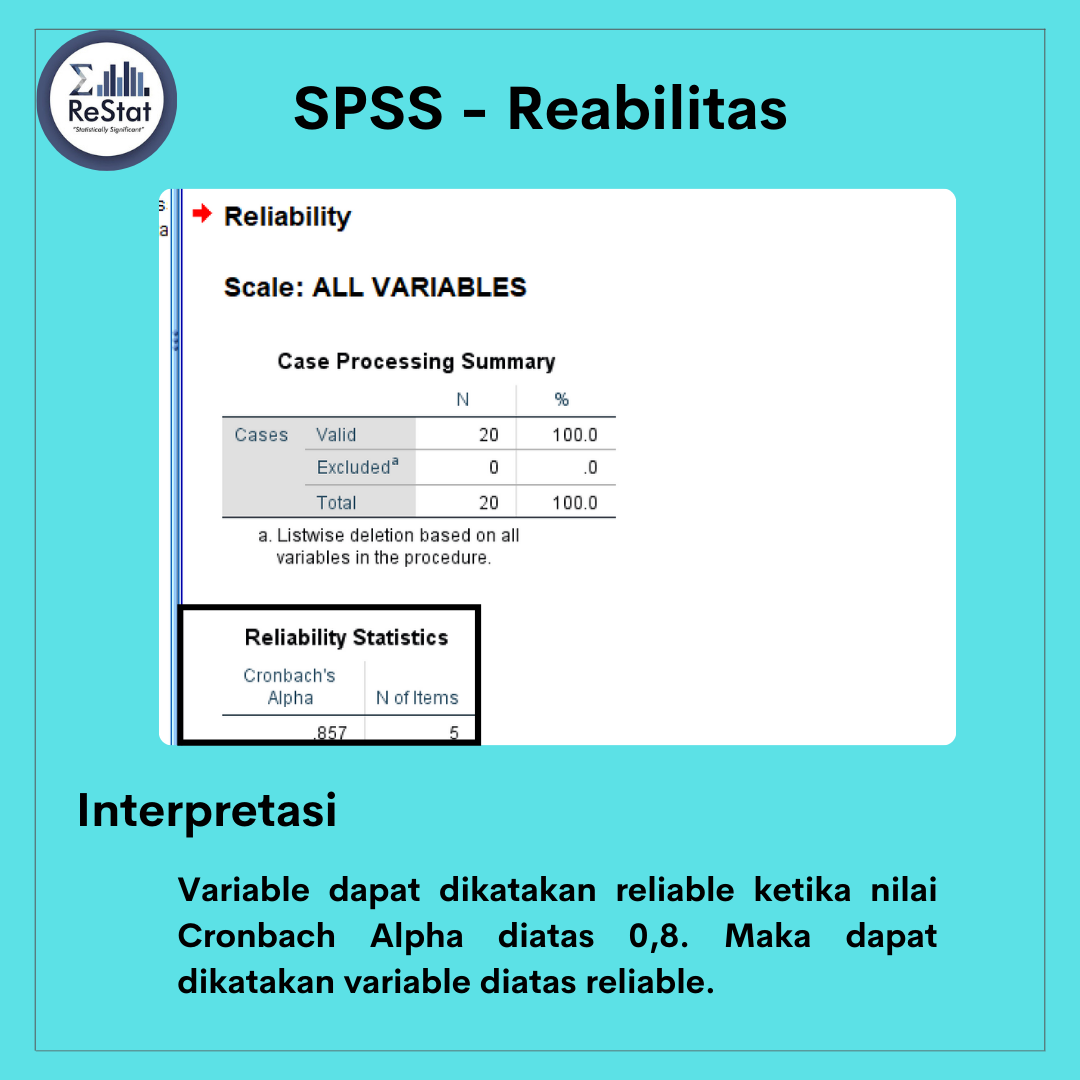 ReStat
"Statistically Significant"
SPSS - Reabilitas
s
a
Reliability
Scale: ALL VARIABLES
Case Processing Summary
N %
Cases Valid 20 100.0
Excludedᵃ 0 .0
Total 20 100.0
a. Listwise deletion based on all
variables in the procedure.
Reliability Statistics
Cronbach's
Alpha N of Items
.857 5
Interpretasi
Variable dapat dikatakan reliable ketika nilai
Cronbach Alpha diatas 0,8. Maka dapat
dikatakan variable diatas reliable.